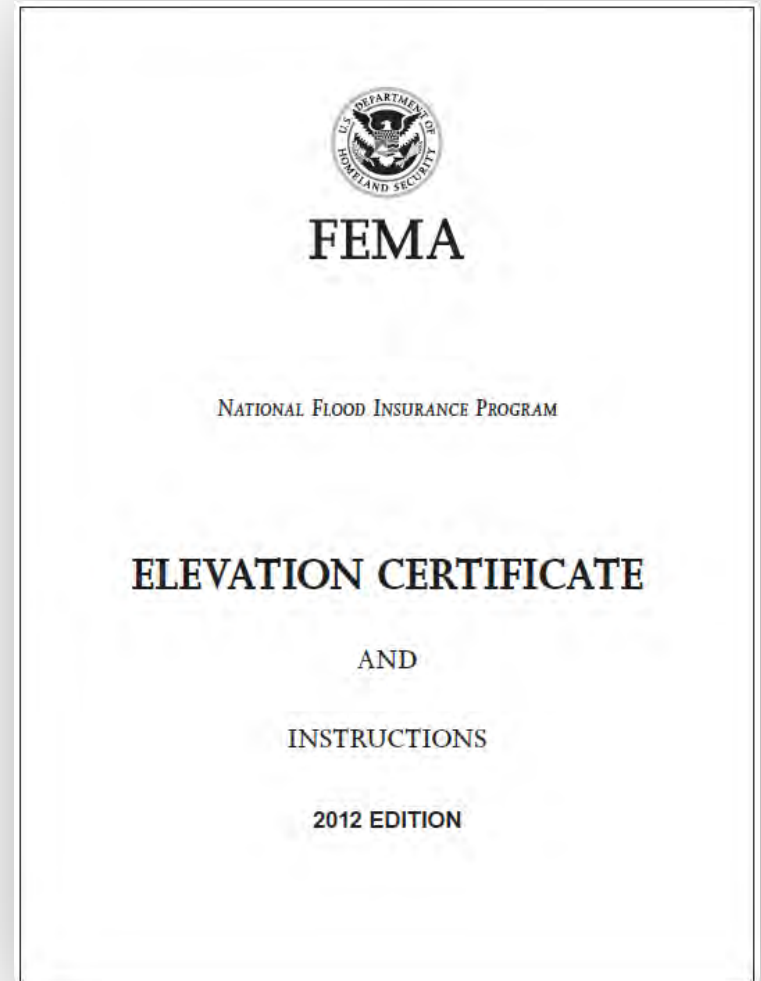 U.S. DEPARTMENT OF
HOMELAND SECURITY
FEMA
NATIONAL FLOOD INSURANCE PROGRAM
ELEVATION CERTIFICATE
AND
INSTRUCTIONS
2012 EDITION